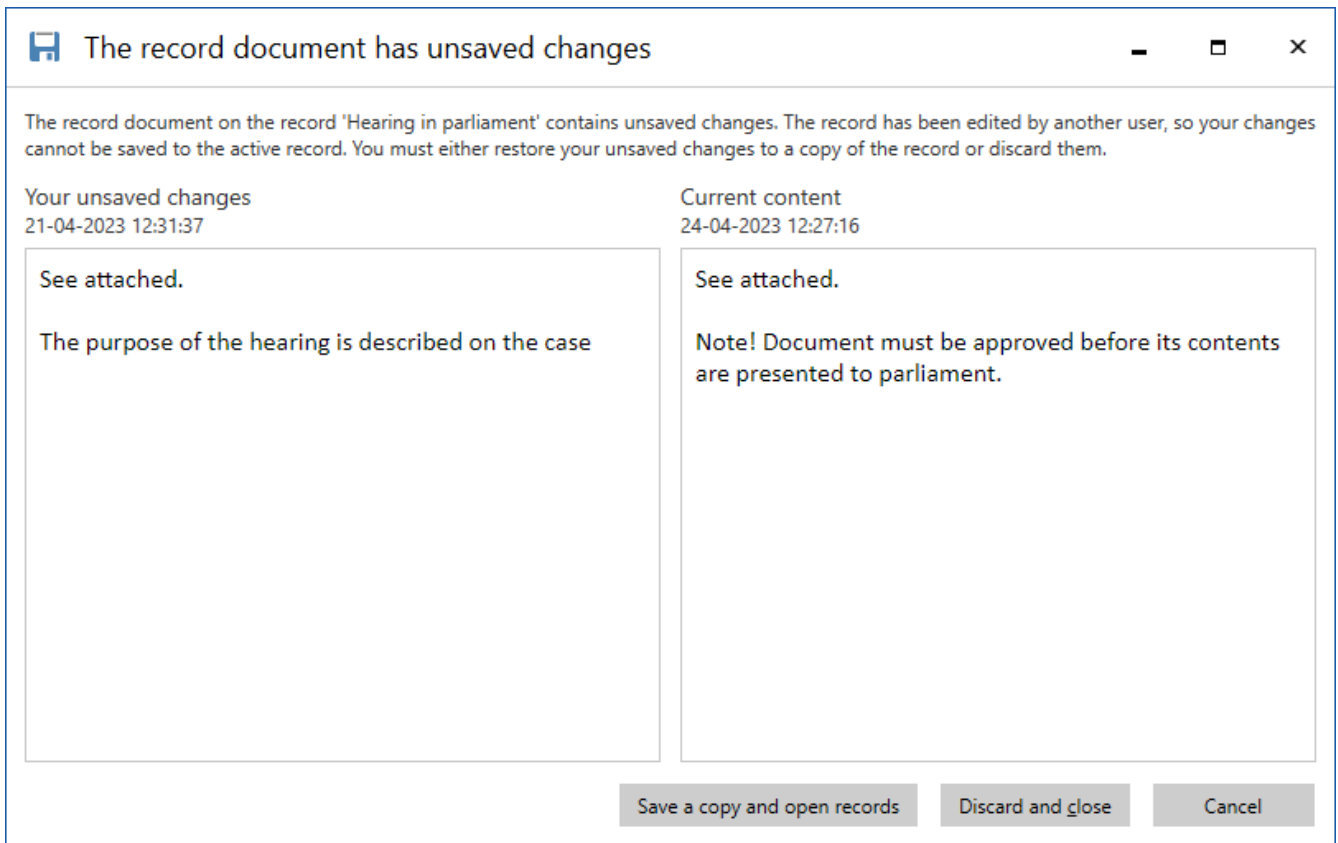 The record document has unsaved changes
The record document on the record 'Hearing in parliament' contains unsaved changes. The record has been edited by another user, so your changes
cannot be saved to the active record. You must either restore your unsaved changes to a copy of the record or discard them.
Your unsaved changes
21-04-2023 12:31:37
See attached.
The purpose of the hearing is described on the case
Current content
24-04-2023 12:27:16
See attached.
Note! Document must be approved before its contents
are presented to parliament.
Save a copy and open records
Discard and close
Cancel